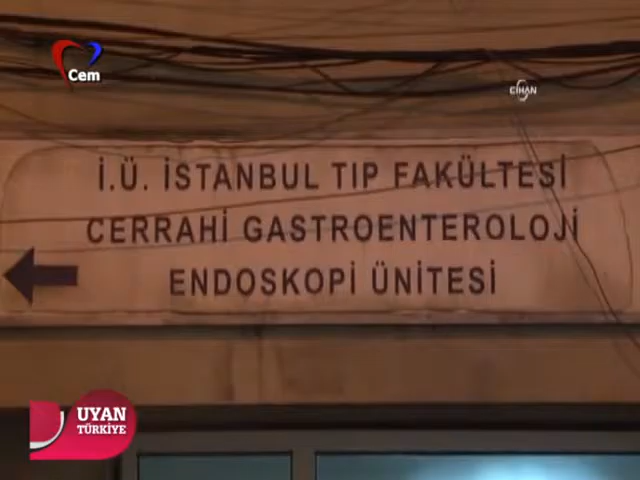 Cem
CİHAN
İ.Ü. İSTANBUL TIP FAKÜLTESİ
CERRAHİ GASTROENTEROLOJİ
ENDOSKOPİ ÜNİTESİ
UYAN
TÜRKİYE